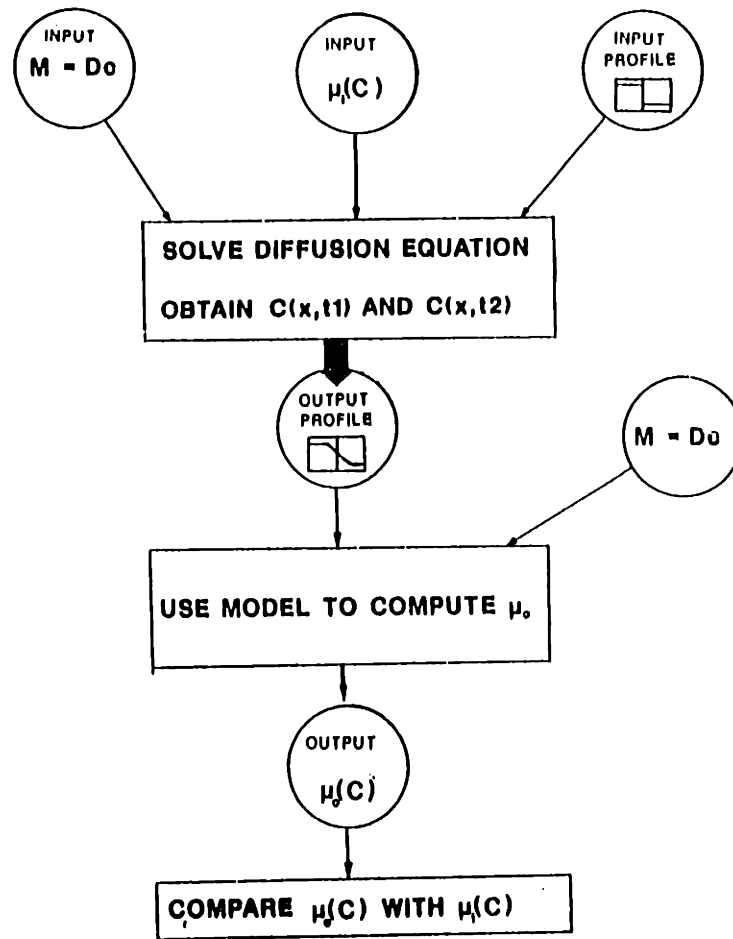 INPUT
M = Do
INPUT
μᵢ(C)
INPUT
PROFILE
SOLVE DIFFUSION EQUATION
OBTAIN C(x,t1) AND C(x,t2)
OUTPUT
PROFILE
M = Do
USE MODEL TO COMPUTE μₒ
OUTPUT
μₒ(C)
COMPARE μₒ(C) WITH μᵢ(C)